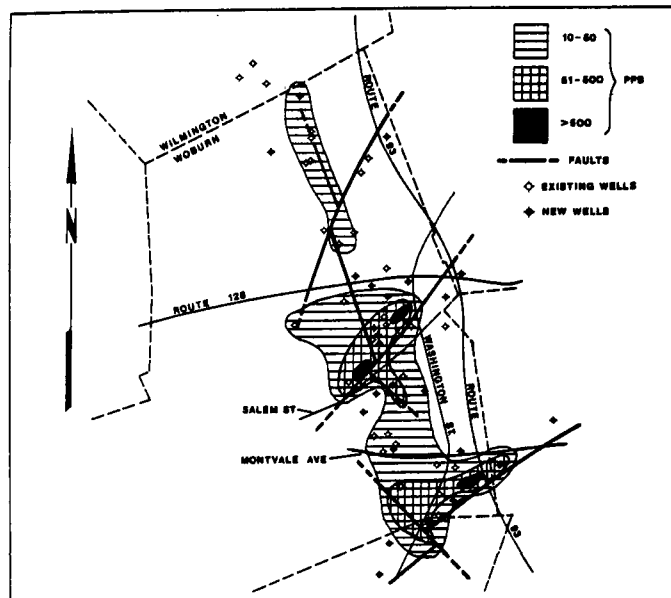 10-50
51-500
>500
PPB
FAULTS
EXISTING WELLS
NEW WELLS
WILMINGTON
WOBURN
ROUTE
93
N
ROUTE 128
WASHINGTON
ST.
ROUTE
SALEM ST.
MONTVALE AVE
93